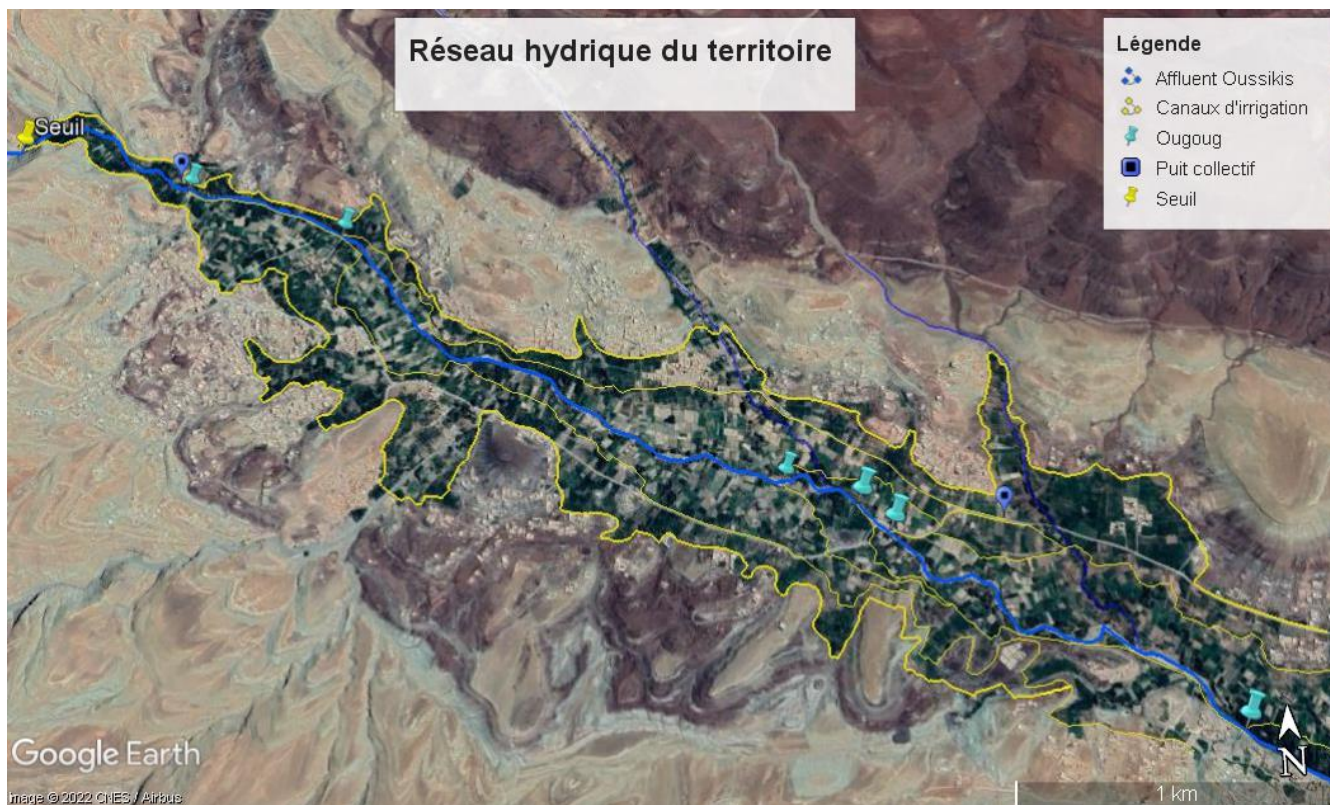 Réseau hydrique du territoire
Légende
Affluent Oussikis
Canaux d'irrigation
Ougoug
Puit collectif
Seuil
Seuil
Google Earth
N
Image © 2022 CNES / Airbus
1 km